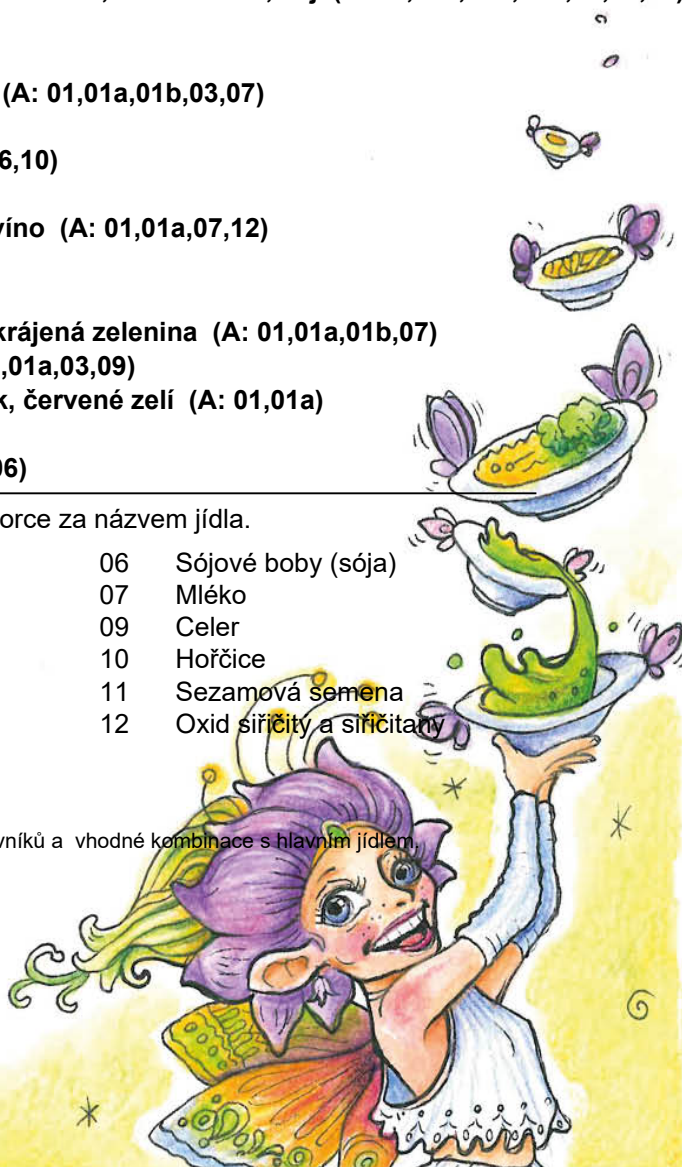 (A: 01,01a,01b,03,07)
6,10)
víno (A: 01,01a,07,12)
krájená zelenina (A: 01,01a,01b,07)
,01a,03,09)
k, červené zelí (A: 01,01a)
06)
orce za názvem jídla.
06 Sójové boby (sója)
07 Mléko
09 Celer
10 Hořčice
11 Sezamová semena
12 Oxid siřičitý a siřičitany
vníků a vhodné kombinace s hlavním jídlem.